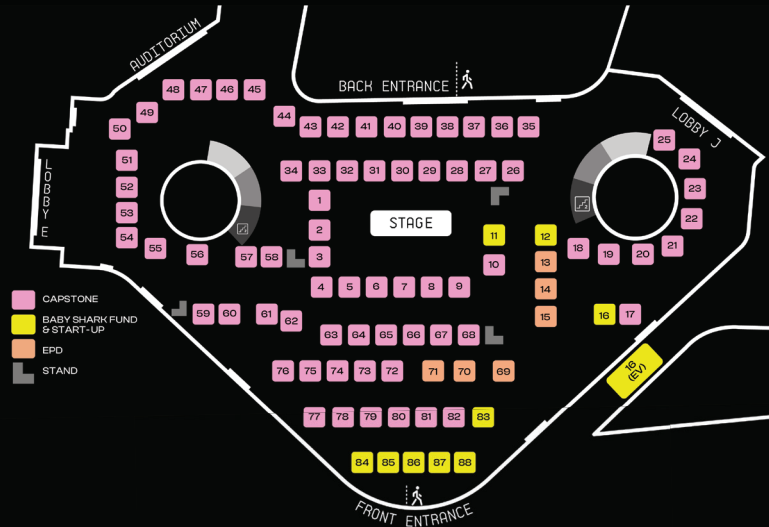 AUDITORIUM
BACK ENTRANCE
LOBBY J
LOBBY E
48 47 46 45
49
50
44
43 42 41 40 39 38 37 36 35
51
52
53
54
55
56
57 58
34 33 32 31 30 29 28 27 26
1
2
3
STAGE
11
10
12
13
14
15
25
24
23
22
21
20
19
18
4 5 6 7 8 9
16 17
16 (EV)
59 60 61 62
63 64 65 66 67 68
76 75 74 73 72 71 70 69
77 78 79 80 81 82 83
84 85 86 87 88
CAPSTONE
BABY SHARK FUND
& START-UP
EPD
STAND
FRONT ENTRANCE